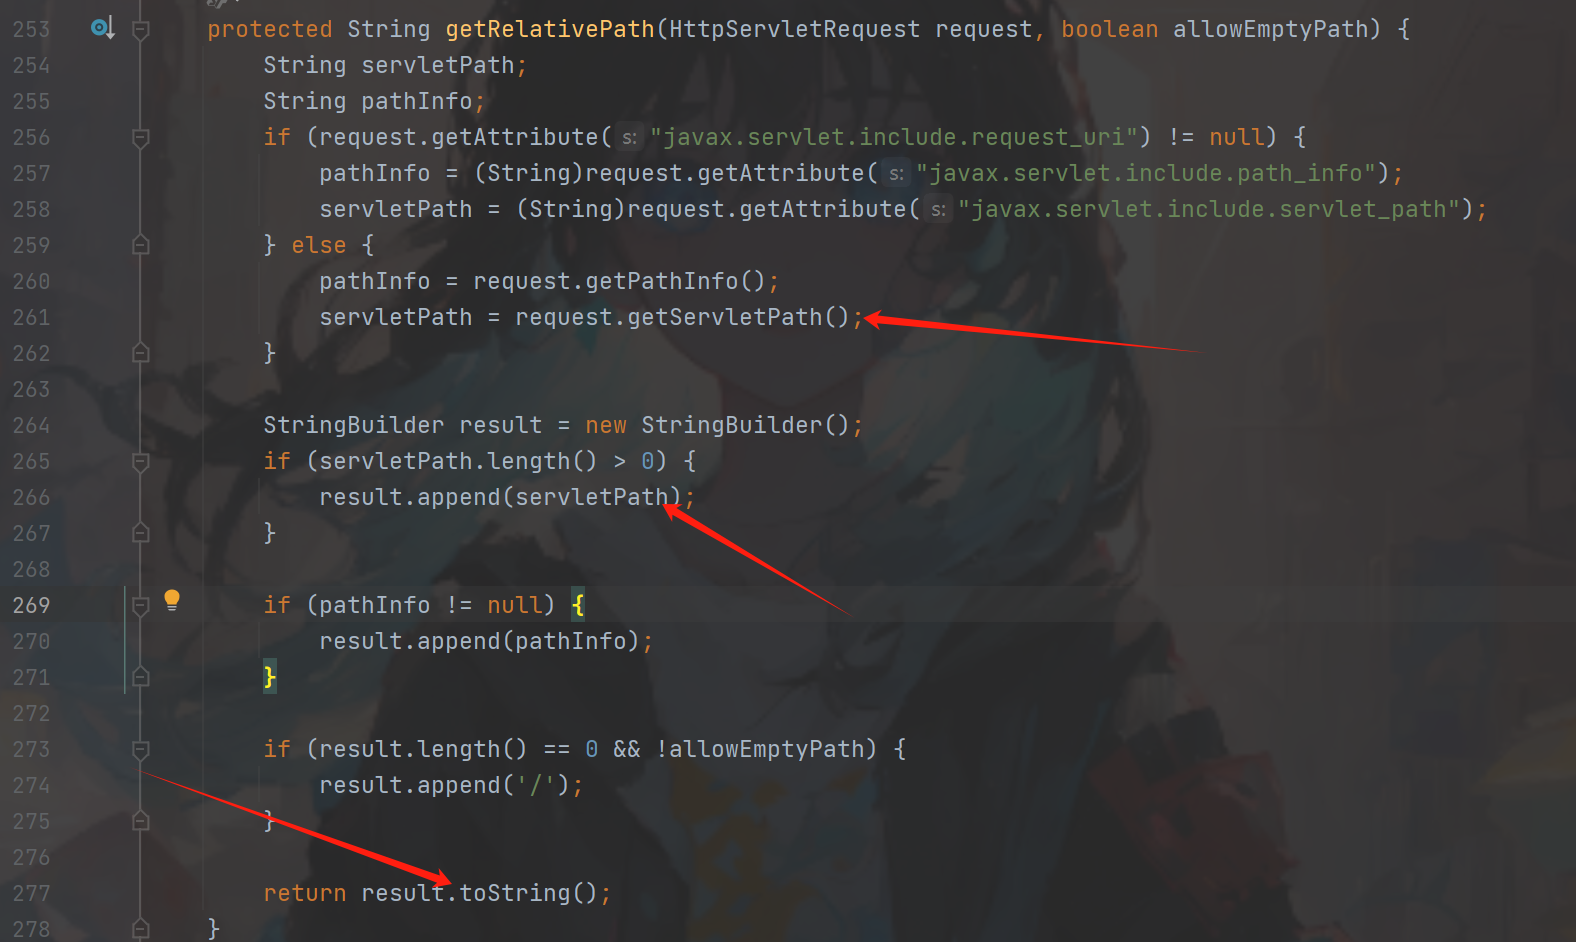 253 protected String getRelativePath(HttpServletRequest request, boolean allowEmptyPath) {
254 String servletPath;
255 String pathInfo;
256 if (request.getAttribute( s: "javax.servlet.include.request_uri") != null) {
257 pathInfo = (String)request.getAttribute( s: "javax.servlet.include.path_info");
258 servletPath = (String)request.getAttribute( s: "javax.servlet.include.servlet_path");
259 } else {
260 pathInfo = request.getPathInfo();
261 servletPath = request.getServletPath();
262 }
263
264 StringBuilder result = new StringBuilder();
265 if (servletPath.length() > 0) {
266 result.append(servletPath);
267 }
268
269 if (pathInfo != null) {
270 result.append(pathInfo);
271 }
272
273 if (result.length() == 0 && !allowEmptyPath) {
274 result.append('/');
275 }
276
277 return result.toString();
278 }